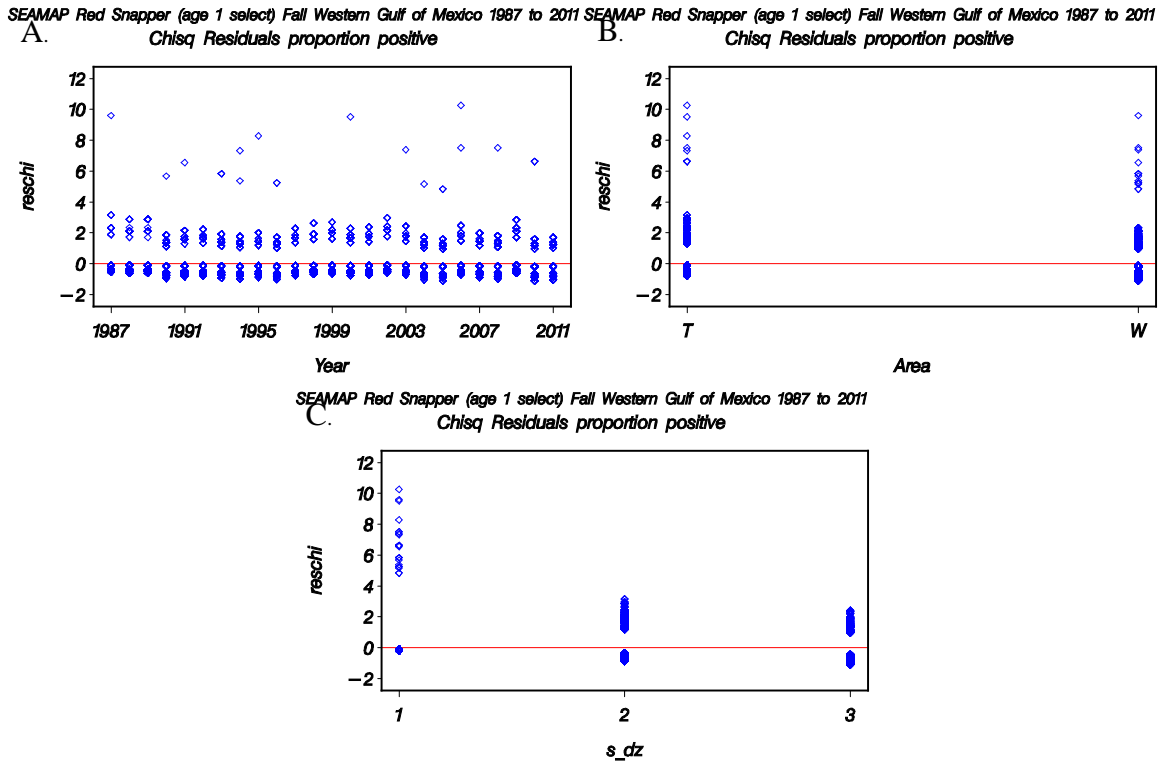 SEAMAP Red Snapper (age 1 select) Fall Western Gulf of Mexico 1987 to 2011
A.
Chisq Residuals proportion positive
12
10
8
6
4
2
0
−2
reschi
1987 1991 1995 1999 2003 2007 2011
Year
SEAMAP Red Snapper (age 1 select) Fall Western Gulf of Mexico 1987 to 2011
B.
Chisq Residuals proportion positive
12
10
8
6
4
2
0
−2
reschi
T W
Area
SEAMAP Red Snapper (age 1 select) Fall Western Gulf of Mexico 1987 to 2011
C.
Chisq Residuals proportion positive
12
10
8
6
4
2
0
−2
reschi
1 2 3
s_dz